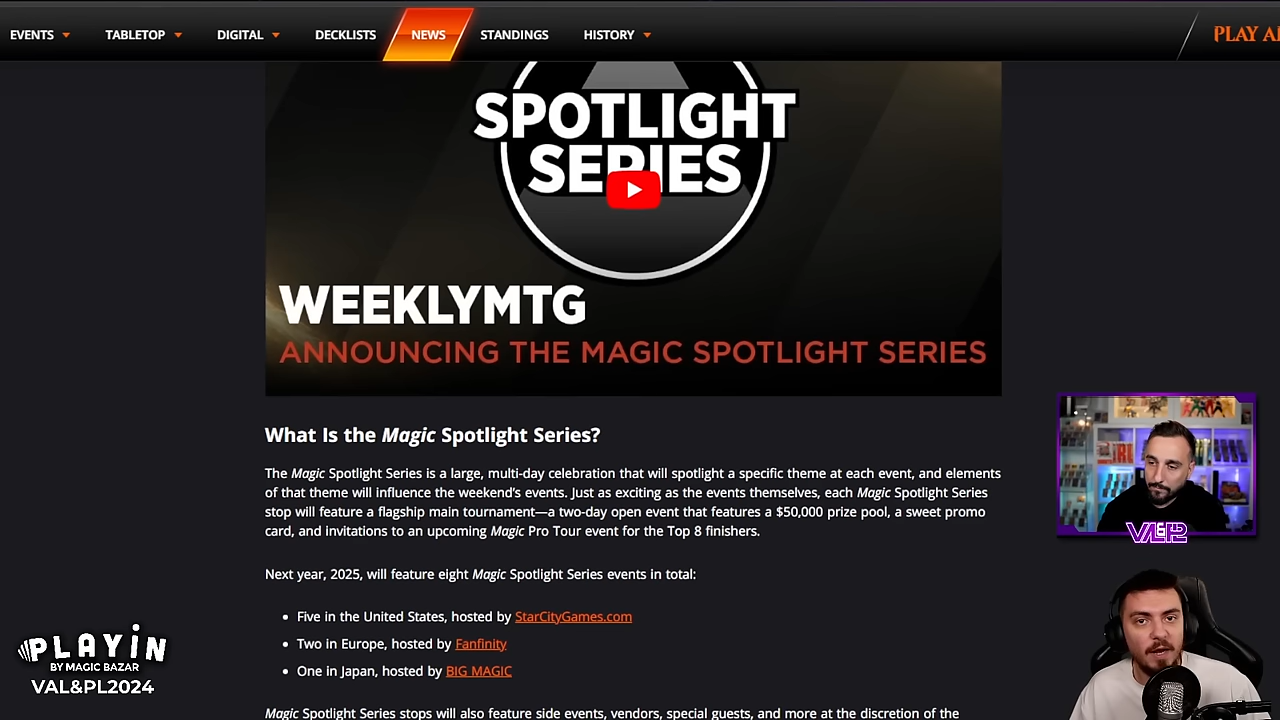 EVENTS TABLETOP DIGITAL DECKLISTS NEWS STANDINGS HISTORY PLAY A
SPOTLIGHT
SERIES
WEEKLYMTG
ANNOUNCING THE MAGIC SPOTLIGHT SERIES
What Is the Magic Spotlight Series?
The Magic Spotlight Series is a large, multi-day celebration that will spotlight a specific theme at each event, and elements
of that theme will influence the weekend's events. Just as exciting as the events themselves, each Magic Spotlight Series
stop will feature a flagship main tournament—a two-day open event that features a $50,000 prize pool, a sweet promo
card, and invitations to an upcoming Magic Pro Tour event for the Top 8 finishers.
Next year, 2025, will feature eight Magic Spotlight Series events in total:
• Five in the United States, hosted by StarCityGames.com
• Two in Europe, hosted by Fanfinity
• One in Japan, hosted by BIG MAGIC
Magic Spotlight Series stops will also feature side events, vendors, special guests, and more at the discretion of the
VAL&PL
PLAYIN
BY MAGIC BAZAR
VAL&PL2024